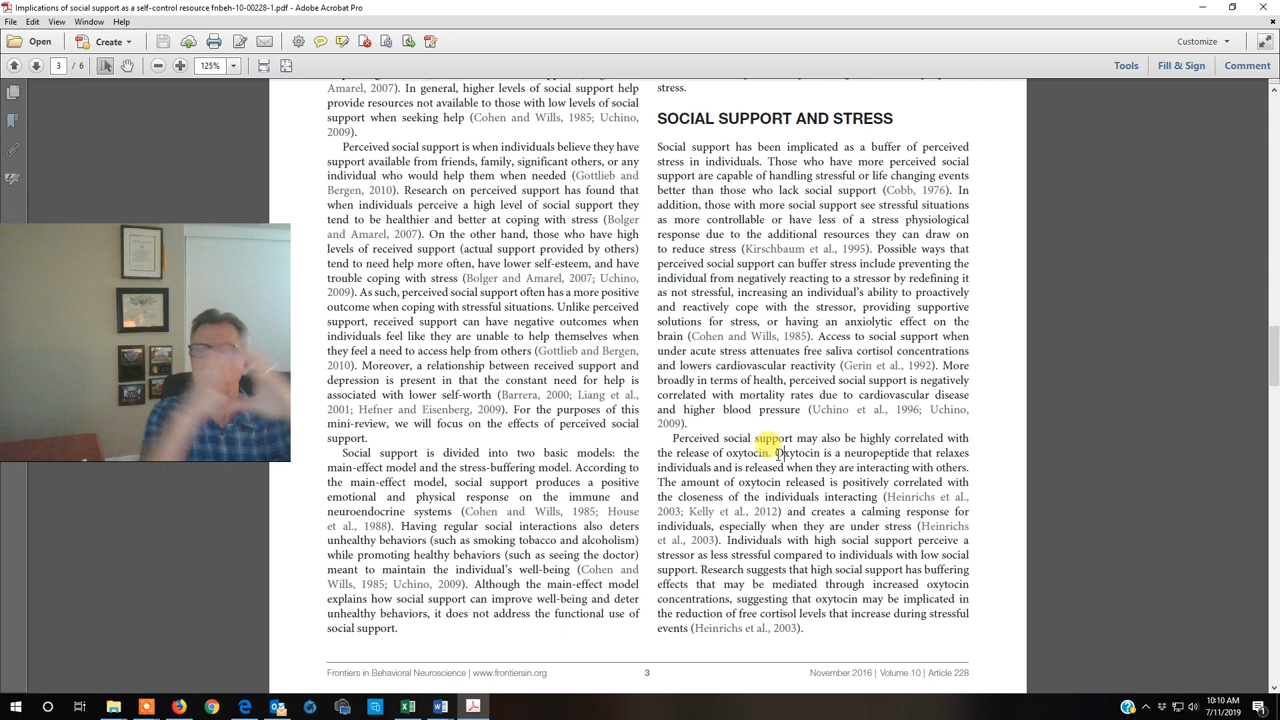 Implications of social support as a self-control resource fnbeh-10-00228-1.pdf - Adobe Acrobat Pro
File Edit View Window Help
Open Create Customize
3 / 6 125% Tools Fill & Sign Comment
Amarel, 2007). In general, higher levels of social support help
provide resources not available to those with low levels of social
support when seeking help (Cohen and Wills, 1985; Uchino,
2009).
Perceived social support is when individuals believe they have
support available from friends, family, significant others, or any
individual who would help them when needed (Gottlieb and
Bergen, 2010). Research on perceived support has found that
when individuals perceive a high level of social support they
tend to be healthier and better at coping with stress (Bolger
and Amarel, 2007). On the other hand, those who have high
levels of received support (actual support provided by others)
tend to need help more often, have lower self-esteem, and have
trouble coping with stress (Bolger and Amarel, 2007; Uchino,
2009). As such, perceived social support often has a more positive
outcome when coping with stressful situations. Unlike perceived
support, received support can have negative outcomes when
individuals feel like they are unable to help themselves when
they feel a need to access help from others (Gottlieb and Bergen,
2010). Moreover, a relationship between received support and
depression is present in that the constant need for help is
associated with lower self-worth (Barrera, 2000; Liang et al.,
2001; Hefner and Eisenberg, 2009). For the purposes of this
mini-review, we will focus on the effects of perceived social
support.
Social support is divided into two basic models: the
main-effect model and the stress-buffering model. According to
the main-effect model, social support produces a positive
emotional and physical response on the immune and
neuroendocrine systems (Cohen and Wills, 1985; House
et al., 1988). Having regular social interactions also deters
unhealthy behaviors (such as smoking tobacco and alcoholism)
while promoting healthy behaviors (such as seeing the doctor)
meant to maintain the individual's well-being (Cohen and
Wills, 1985; Uchino, 2009). Although the main-effect model
explains how social support can improve well-being and deter
unhealthy behaviors, it does not address the functional use of
social support.
stress.
SOCIAL SUPPORT AND STRESS
Social support has been implicated as a buffer of perceived
stress in individuals. Those who have more perceived social
support are capable of handling stressful or life changing events
better than those who lack social support (Cobb, 1976). In
addition, those with more social support see stressful situations
as more controllable or have less of a stress physiological
response due to the additional resources they can draw on
to reduce stress (Kirschbaum et al., 1995). Possible ways that
perceived social support can buffer stress include preventing the
individual from negatively reacting to a stressor by redefining it
as not stressful, increasing an individual's ability to proactively
and reactively cope with the stressor, providing supportive
solutions for stress, or having an anxiolytic effect on the
brain (Cohen and Wills, 1985). Access to social support when
under acute stress attenuates free saliva cortisol concentrations
and lowers cardiovascular reactivity (Gerin et al., 1992). More
broadly in terms of health, perceived social support is negatively
correlated with mortality rates due to cardiovascular disease
and higher blood pressure (Uchino et al., 1996; Uchino,
2009).
Perceived social support may also be highly correlated with
the release of oxytocin. Oxytocin is a neuropeptide that relaxes
individuals and is released when they are interacting with others.
The amount of oxytocin released is positively correlated with
the closeness of the individuals interacting (Heinrichs et al.,
2003; Kelly et al., 2012) and creates a calming response for
individuals, especially when they are under stress (Heinrichs
et al., 2003). Individuals with high social support perceive a
stressor as less stressful compared to individuals with low social
support. Research suggests that high social support has buffering
effects that may be mediated through increased oxytocin
concentrations, suggesting that oxytocin may be implicated in
the reduction of free cortisol levels that increase during stressful
events (Heinrichs et al., 2003).
Frontiers in Behavioral Neuroscience | www.frontiersin.org 3 November 2016 | Volume 10 | Article 228
10:10 AM
7/11/2019